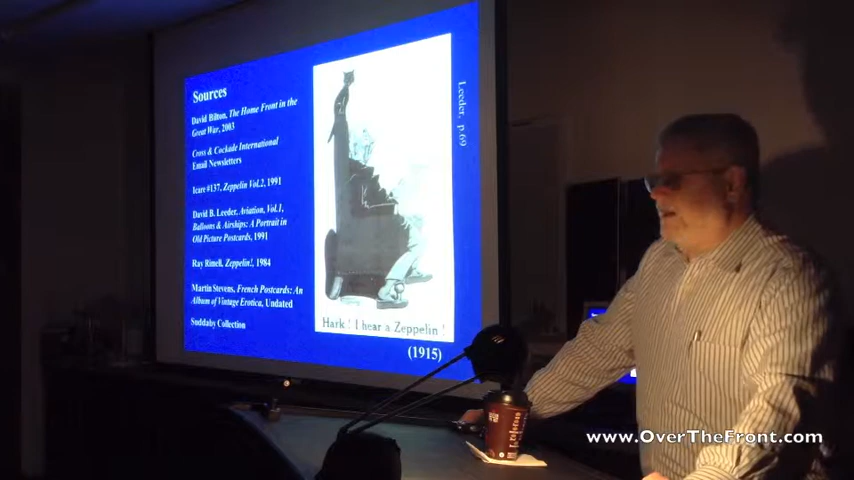 Sources
David Bilton, The Home Front in the
Great War, 2003
Cross & Cockade International
Email Newsletters
Icare #137, Zeppelin Vol.2, 1991
David B. Leeder, Aviation, Vol.1,
Balloons & Airships: A Portrait in
Old Picture Postcards, 1991
Ray Rimell, Zeppelin!, 1984
Martin Stevens, French Postcards: An
Album of Vintage Erotica, Undated
Suddaby Collection
Leeder, p.69
Hark! I hear a Zeppelin!
(1915)
www.OverTheFront.com